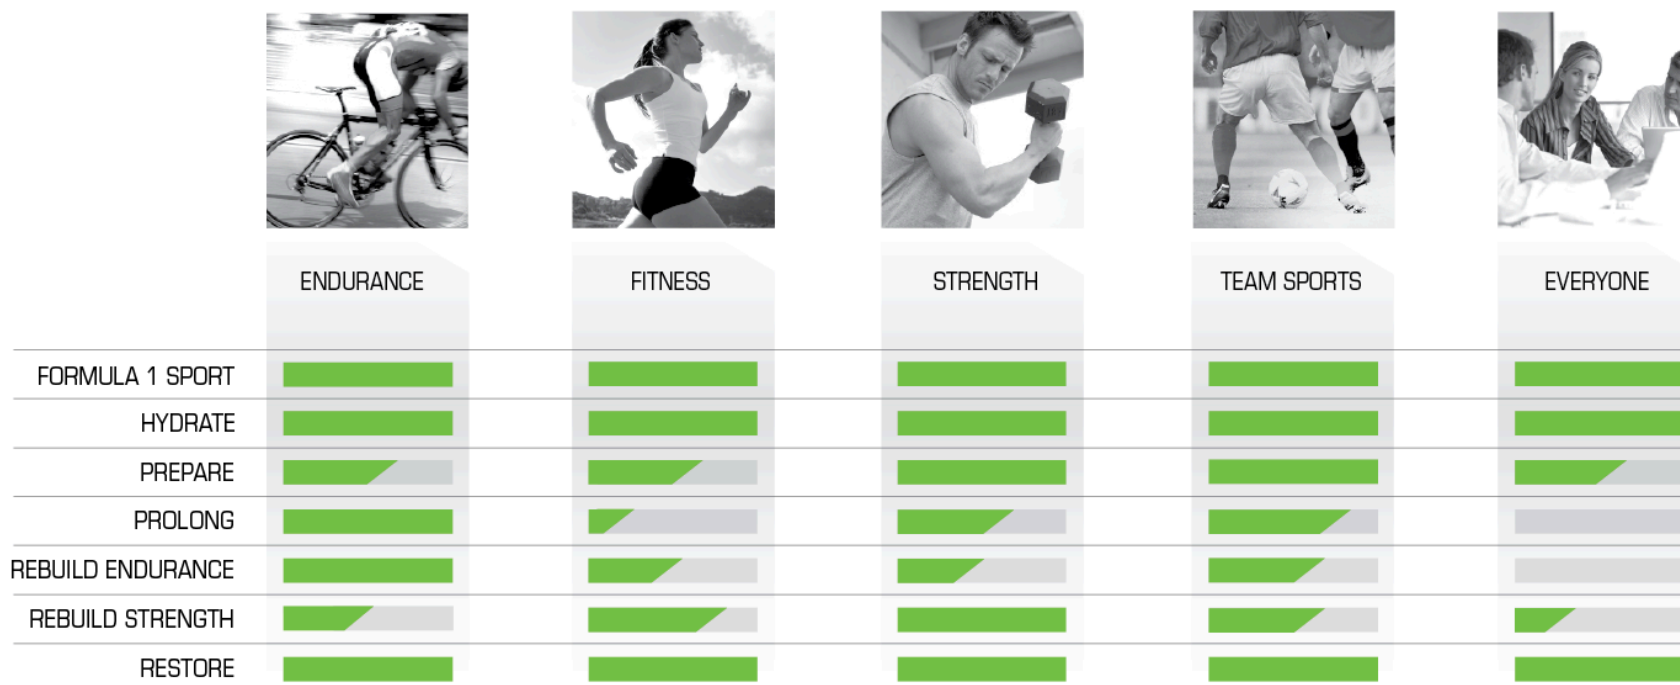 ENDURANCE FITNESS STRENGTH TEAM SPORTS EVERYONE
FORMULA 1 SPORT
HYDRATE
PREPARE
PROLONG
REBUILD ENDURANCE
REBUILD STRENGTH
RESTORE